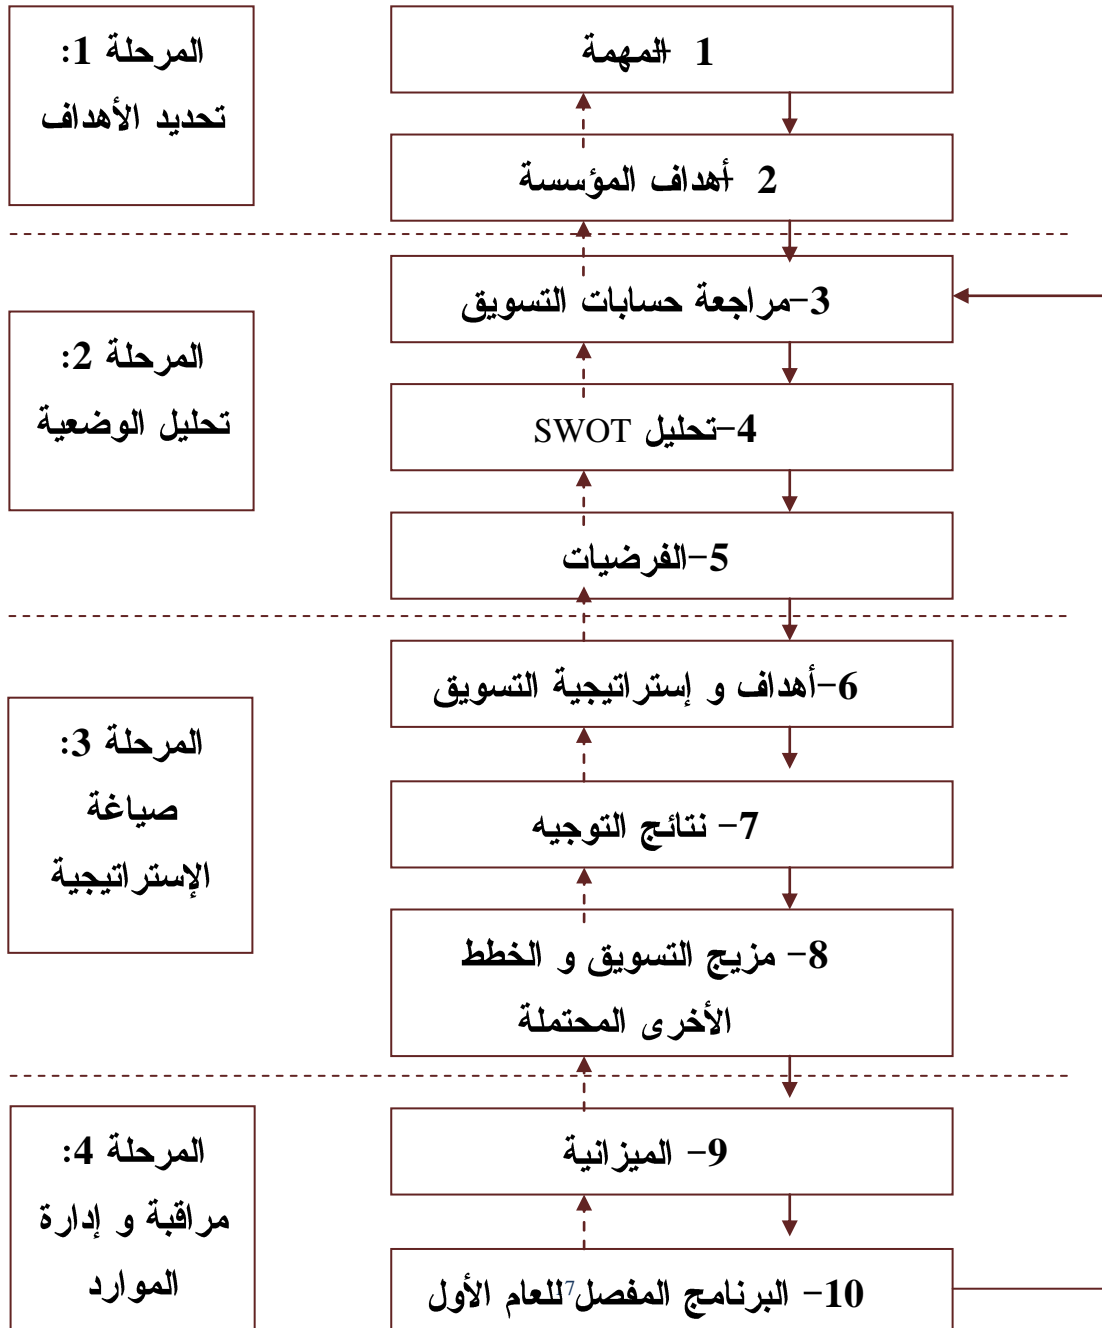 المرحلة 1:
تحديد الأهداف
1- المهمة
2- أهداف المؤسسة
المرحلة 2:
تحليل الوضعية
3-مراجعة حسابات التسويق
4-تحليل SWOT
5-الفرضيات
المرحلة 3:
صياغة
الإستراتيجية
6-أهداف و إستراتيجية التسويق
7- نتائج التوجيه
8- مزيج التسويق و الخطط
الأخرى المحتملة
المرحلة 4:
مراقبة و إدارة
الموارد
9- الميزانية
10- البرنامج المفصل للعام الأول
7